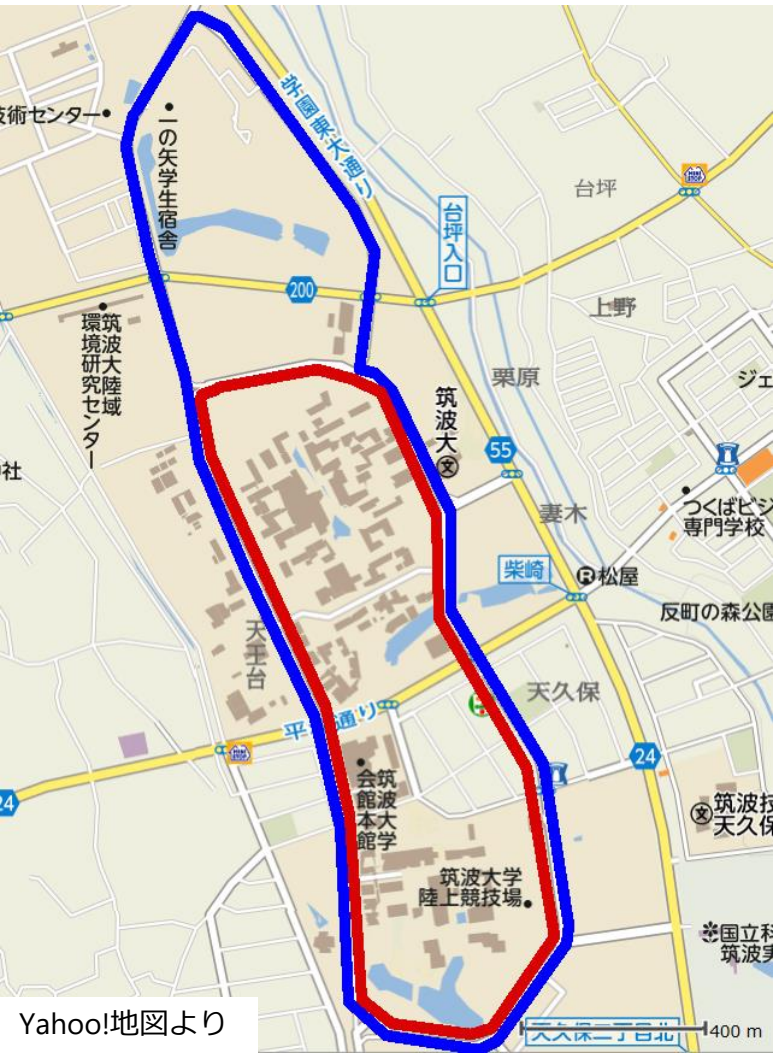 学園東大通り
技術センター
一の矢学生宿舎
台坪
台坪入口
200
上野
筑波大陸域
環境研究センター
栗原
ジェ
筑波大
文
55
つくばビジ
専門学校
妻木
柴崎
R松屋
反町の森公園
天王台
天久保
通り
24
24
筑波大学
会館本館
筑波技
天久保
文
筑波大学
陸上競技場
国立科
筑波実
天久保二丁目北
400 m
Yahoo!地図より